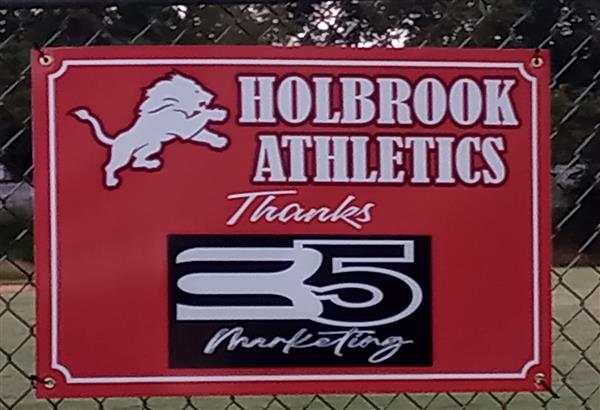 HOLBROOK
ATHLETICS
Thanks
35
Marketing